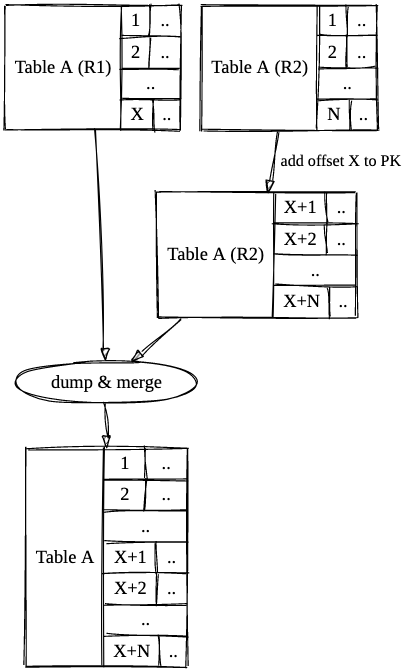 Table A (R1)
1 ..
2 ..
..
X ..
Table A (R2)
1 ..
2 ..
..
N ..
add offset X to PK
Table A (R2)
X+1 ..
X+2 ..
..
X+N ..
dump & merge
Table A
1 ..
2 ..
..
X+1 ..
X+2 ..
..
X+N ..